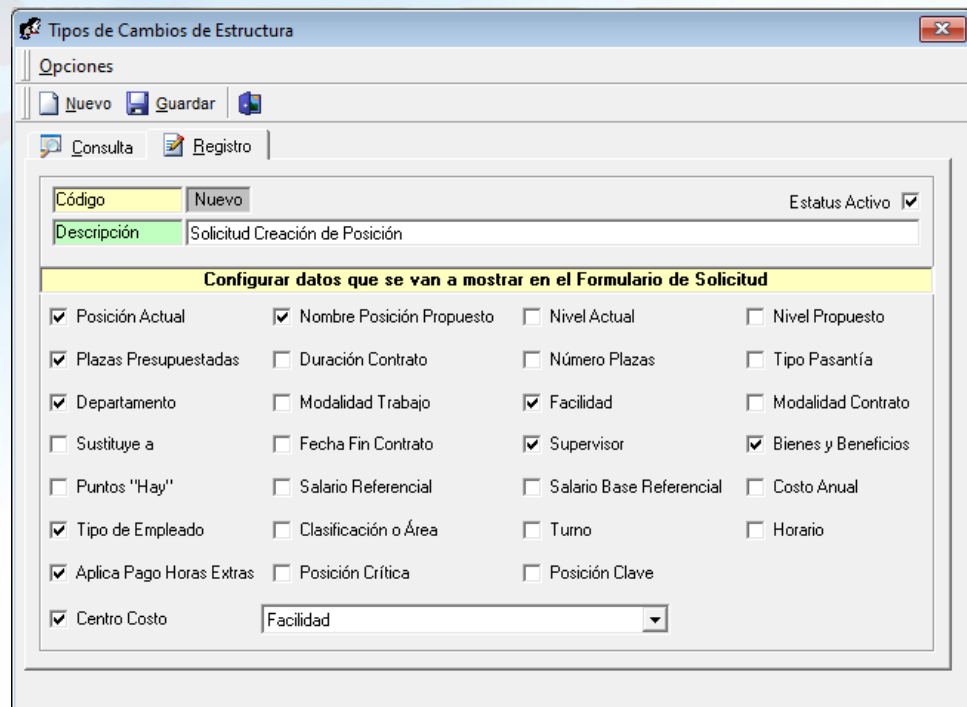 Tipos de Cambios de Estructura
Opciones
Nuevo Guardar
Consulta Registro
Código Nuevo Estatus Activo
Descripción Solicitud Creación de Posición
Configurar datos que se van a mostrar en el Formulario de Solicitud
Posición Actual Nombre Posición Propuesto Nivel Actual Nivel Propuesto
Plazas Presupuestadas Duración Contrato Número Plazas Tipo Pasantía
Departamento Modalidad Trabajo Facilidad Modalidad Contrato
Sustituye a Fecha Fin Contrato Supervisor Bienes y Beneficios
Puntos "Hay" Salario Referencial Salario Base Referencial Costo Anual
Tipo de Empleado Clasificación o Área Turno Horario
Aplica Pago Horas Extras Posición Crítica Posición Clave
Centro Costo Facilidad